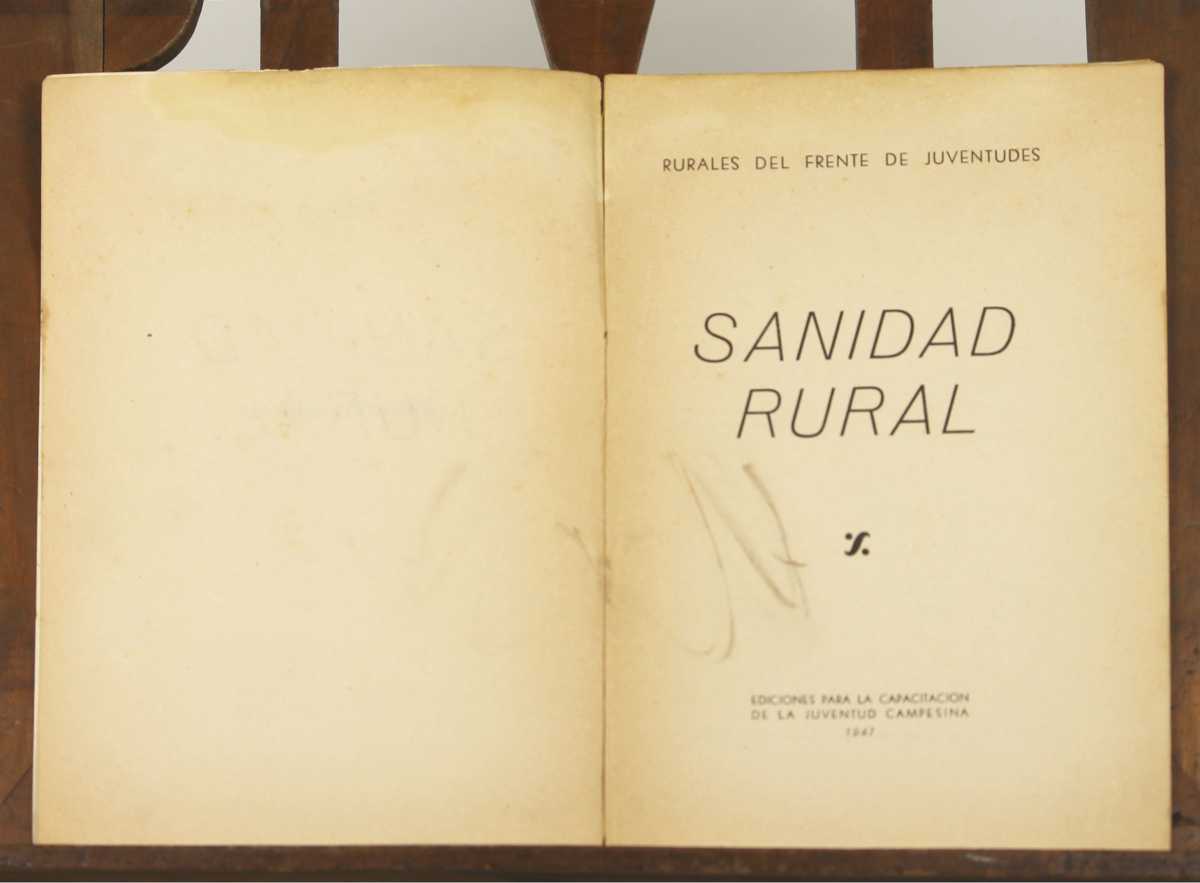 RURALES DEL FRENTE DE JUVENTUDES
SANIDAD
RURAL
EDICIONES PARA LA CAPACITACION
DE LA JUVENTUD CAMPESINA
1947